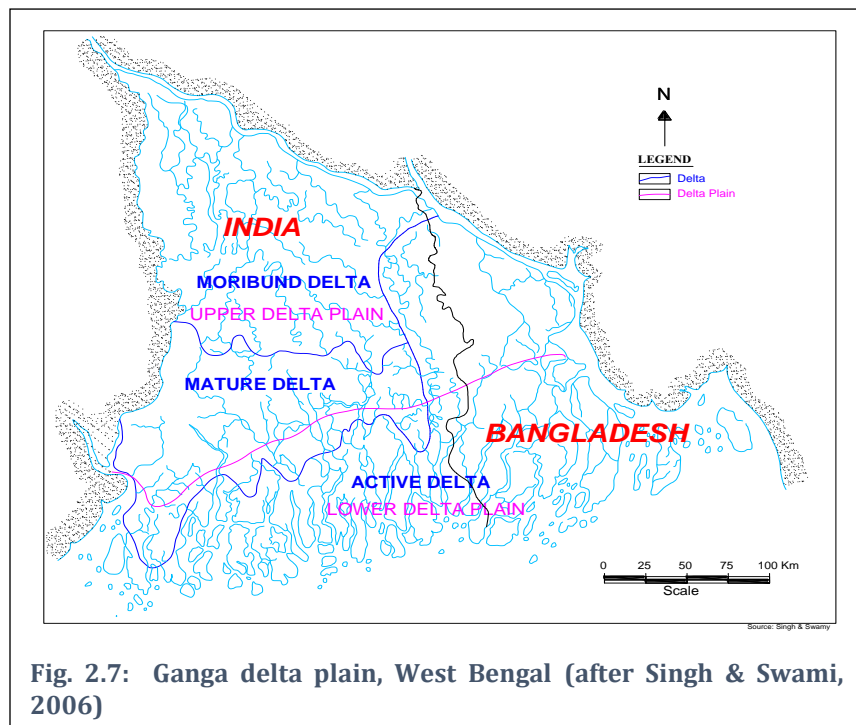 N
LEGEND
Delta
Delta Plain
INDIA
MORIBUND DELTA
UPPER DELTA PLAIN
MATURE DELTA
BANGLADESH
ACTIVE DELTA
LOWER DELTA PLAIN
0 25 50 75 100 Km
Scale
Source: Singh & Swamy
Fig. 2.7: Ganga delta plain, West Bengal (after Singh & Swami,
2006)